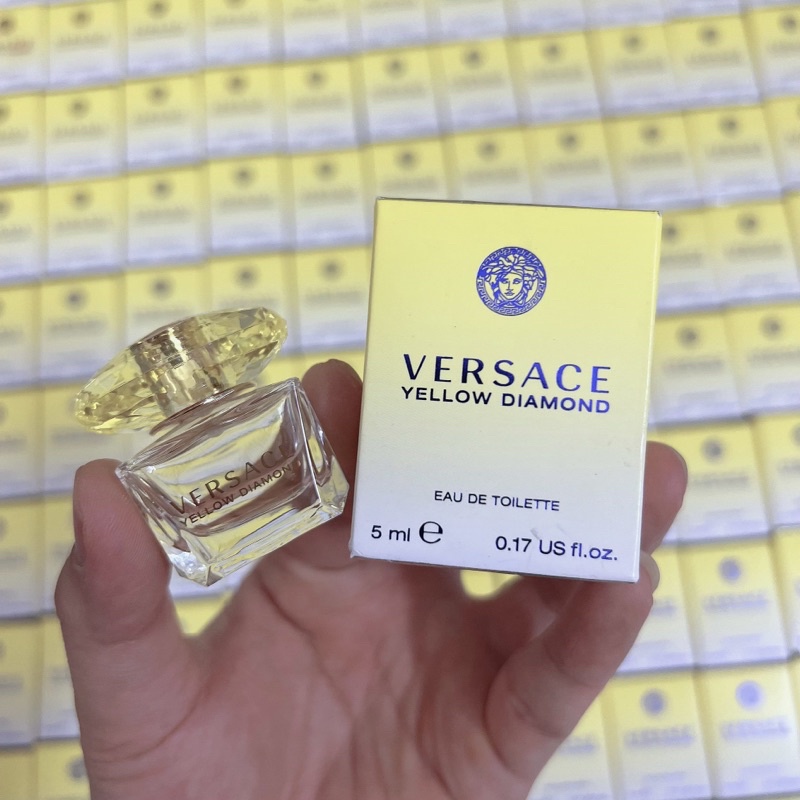 VERSACE
YELLOW DIAMOND
EAU DE TOILETTE
5 ml ℮
0.17 US fl.oz.
VERSACE
YELLOW DIAMOND